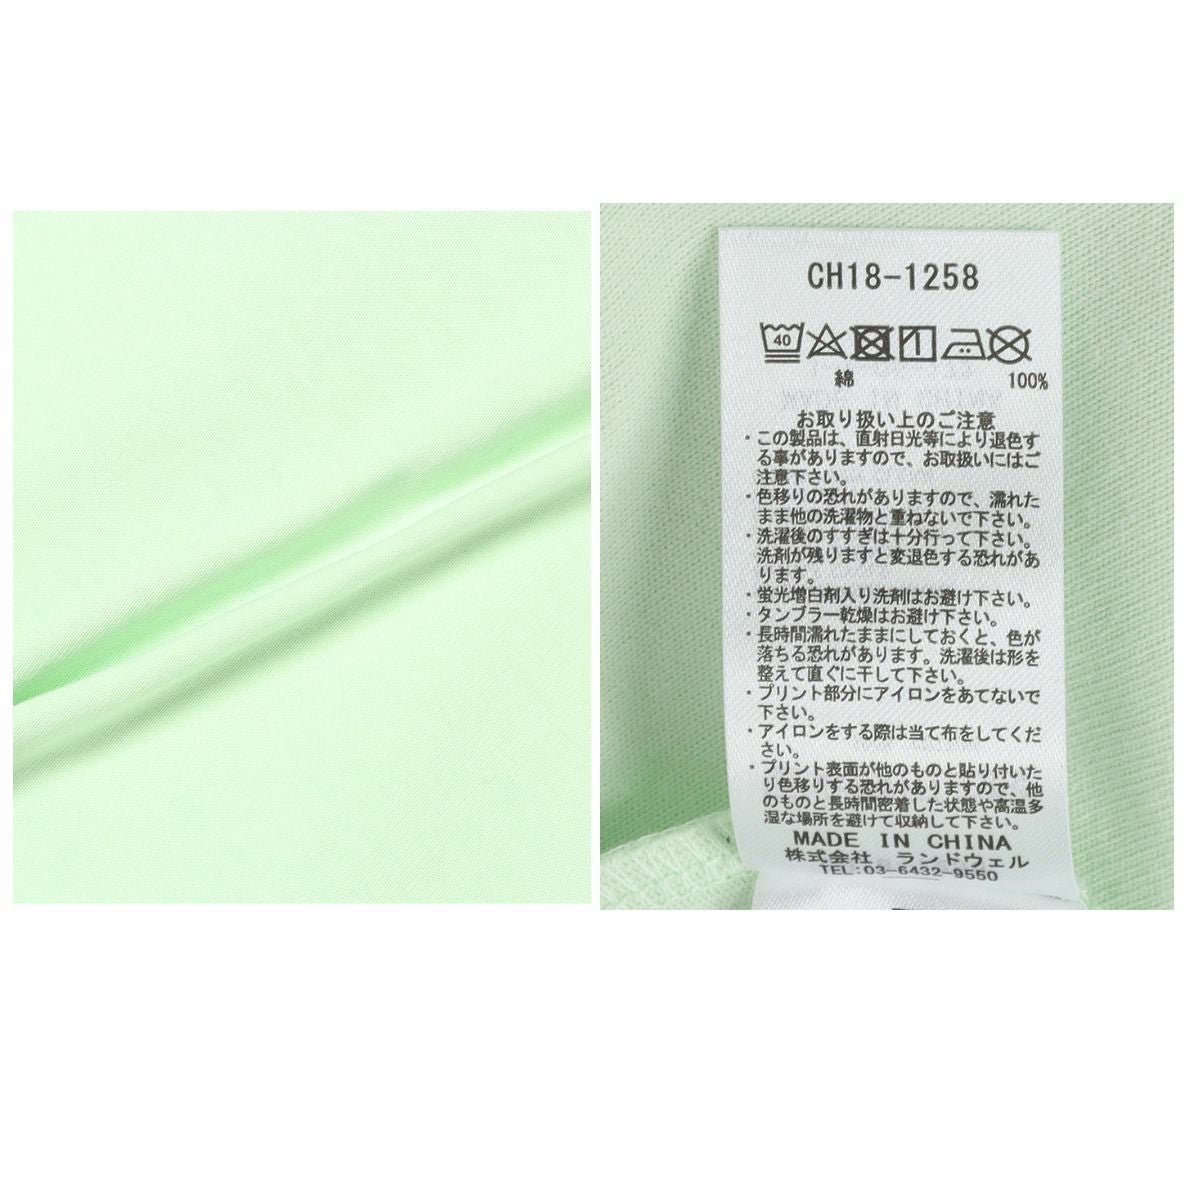 CH18-1258
40
綿 100%
お取り扱い上のご注意
・この製品は、直射日光等により退色す
る事がありますので、お取扱いにはご
注意下さい。
・色移りの恐れがありますので、濡れた
まま他の洗濯物と重ねないで下さい。
・洗濯後のすすぎは十分行って下さい。
洗剤が残りますと変退色する恐れがあ
ります。
・蛍光増白剤入り洗剤はお避け下さい。
・タンブラー乾燥はお避け下さい。
・長時間濡れたままにしておくと、色が
落ちる恐れがあります。洗濯後は形を
整えて直ぐに干して下さい。
・プリント部分にアイロンをあてないで
下さい。
・アイロンをする際は当て布をしてくだ
さい。
・プリント表面が他のものと貼り付いた
り色移りする恐れがありますので、他
のものと長時間密着した状態や高温多
湿な場所を避けて収納して下さい。
MADE IN CHINA
株式会社 ランドウェル
TEL:03-6432-9550